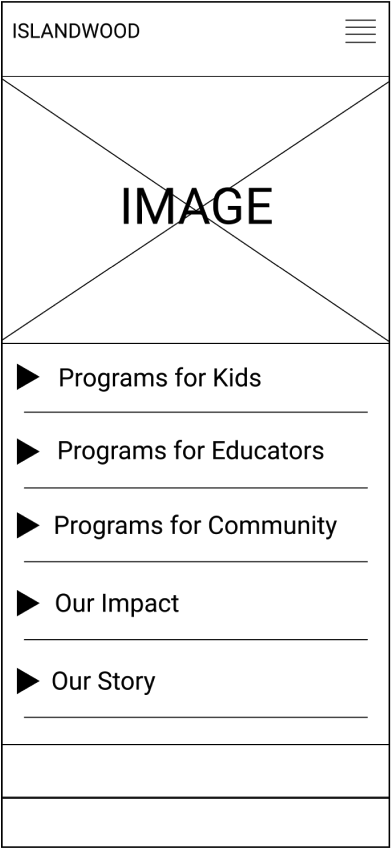 ISLANDWOOD
IMAGE
Programs for Kids
Programs for Educators
Programs for Community
Our Impact
Our Story